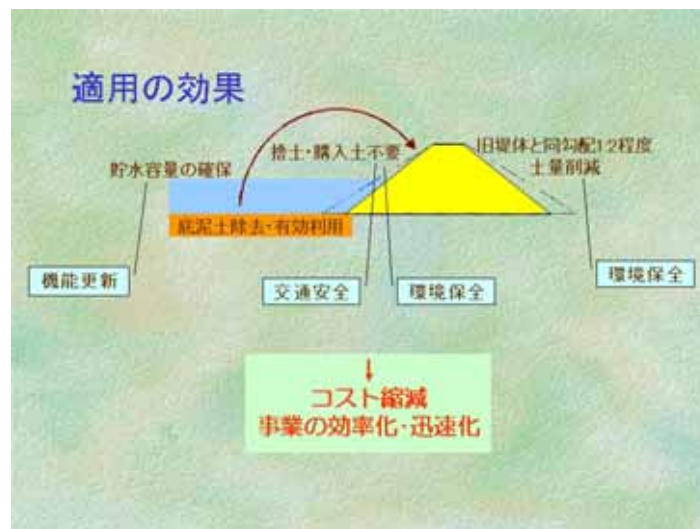 適用の効果
捨土・購入土不要
旧堤体と同勾配1:2程度
土量削減
貯水容量の確保
底泥土除去・有効利用
機能更新
交通安全
環境保全
環境保全
↓
コスト縮減
事業の効率化・迅速化